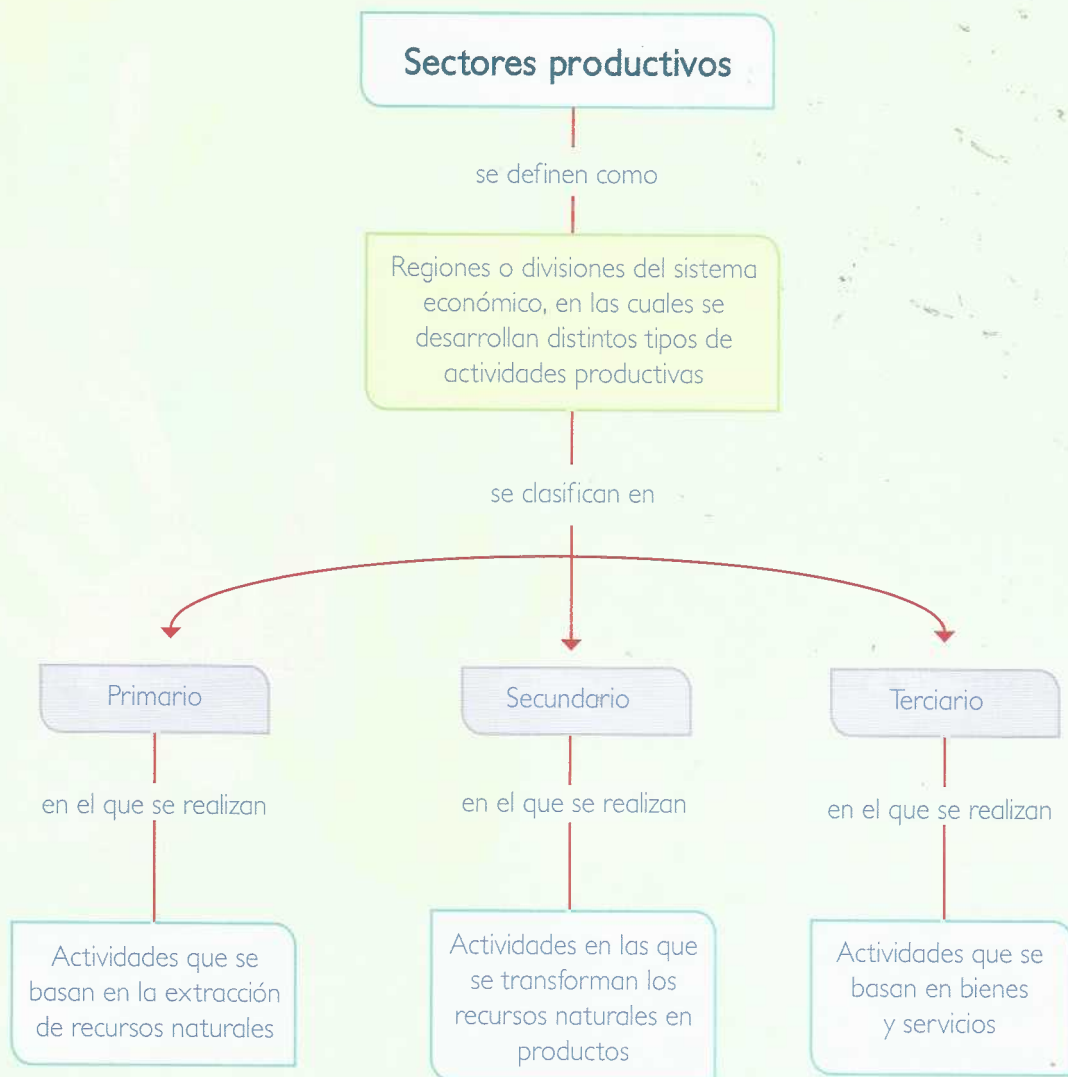 Sectores productivos
se definen como
Regiones o divisiones del sistema
económico, en las cuales se
desarrollan distintos tipos de
actividades productivas
se clasifican en
Primario
en el que se realizan
Actividades que se
basan en la extracción
de recursos naturales
Secundario
en el que se realizan
Actividades en las que
se transforman los
recursos naturales en
productos
Terciario
en el que se realizan
Actividades que se
basan en bienes
y servicios